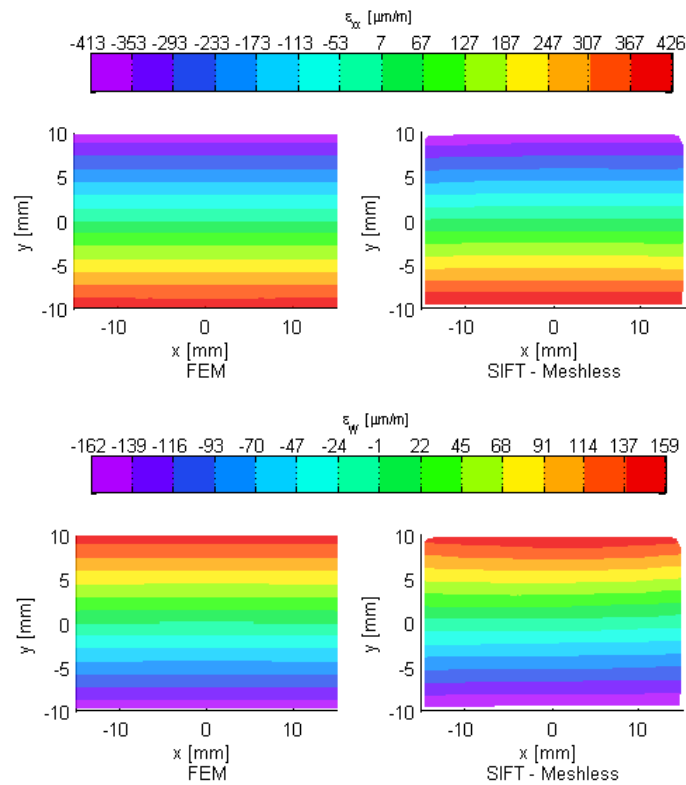 εxx [μm/m]
-413 -353 -293 -233 -173 -113 -53 7 67 127 187 247 307 367 426
10 10
5 5
y [mm] y [mm]
0 0
-5 -5
-10 -10
-10 0 10 -10 0 10
x [mm] x [mm]
FEM SIFT - Meshless
εyy [μm/m]
-162 -139 -116 -93 -70 -47 -24 -1 22 45 68 91 114 137 159
10 10
5 5
y [mm] y [mm]
0 0
-5 -5
-10 -10
-10 0 10 -10 0 10
x [mm] x [mm]
FEM SIFT - Meshless